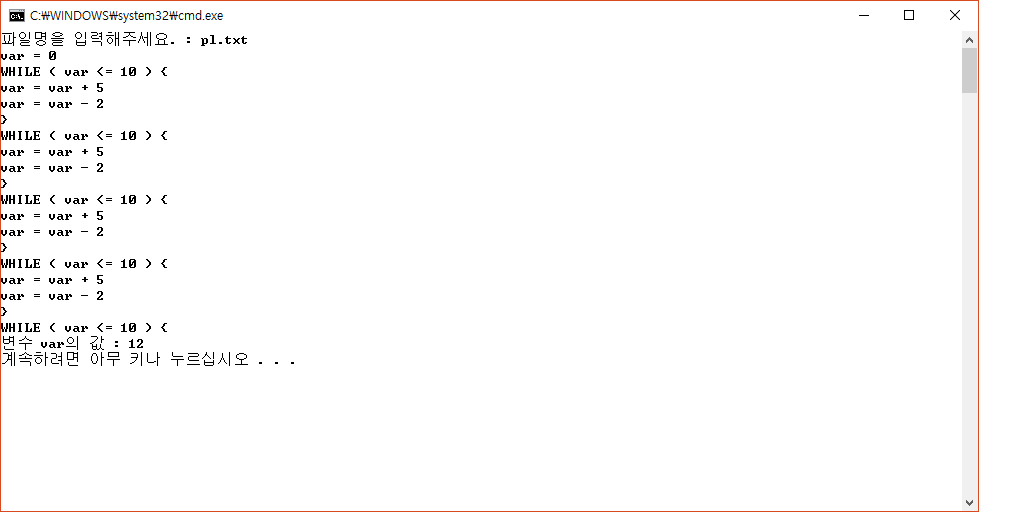 C:₩WINDOWS₩system32₩cmd.exe
파일명을 입력해주세요. : pl.txt
var = 0
WHILE ( var <= 10 ) {
var = var + 5
var = var - 2
}
WHILE ( var <= 10 ) {
var = var + 5
var = var - 2
}
WHILE ( var <= 10 ) {
var = var + 5
var = var - 2
}
WHILE ( var <= 10 ) {
var = var + 5
var = var - 2
}
WHILE ( var <= 10 ) {
변수 var의 값 : 12
계속하려면 아무 키나 누르십시오 . . .